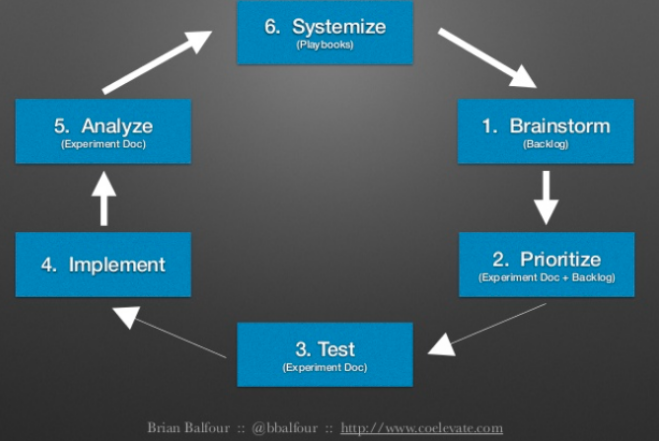 6. Systemize
(Playbooks)
1. Brainstorm
(Backlog)
2. Prioritize
(Experiment Doc + Backlog)
3. Test
(Experiment Doc)
4. Implement
5. Analyze
(Experiment Doc)
Brian Balfour :: @bbalfour :: http://www.coelevate.com